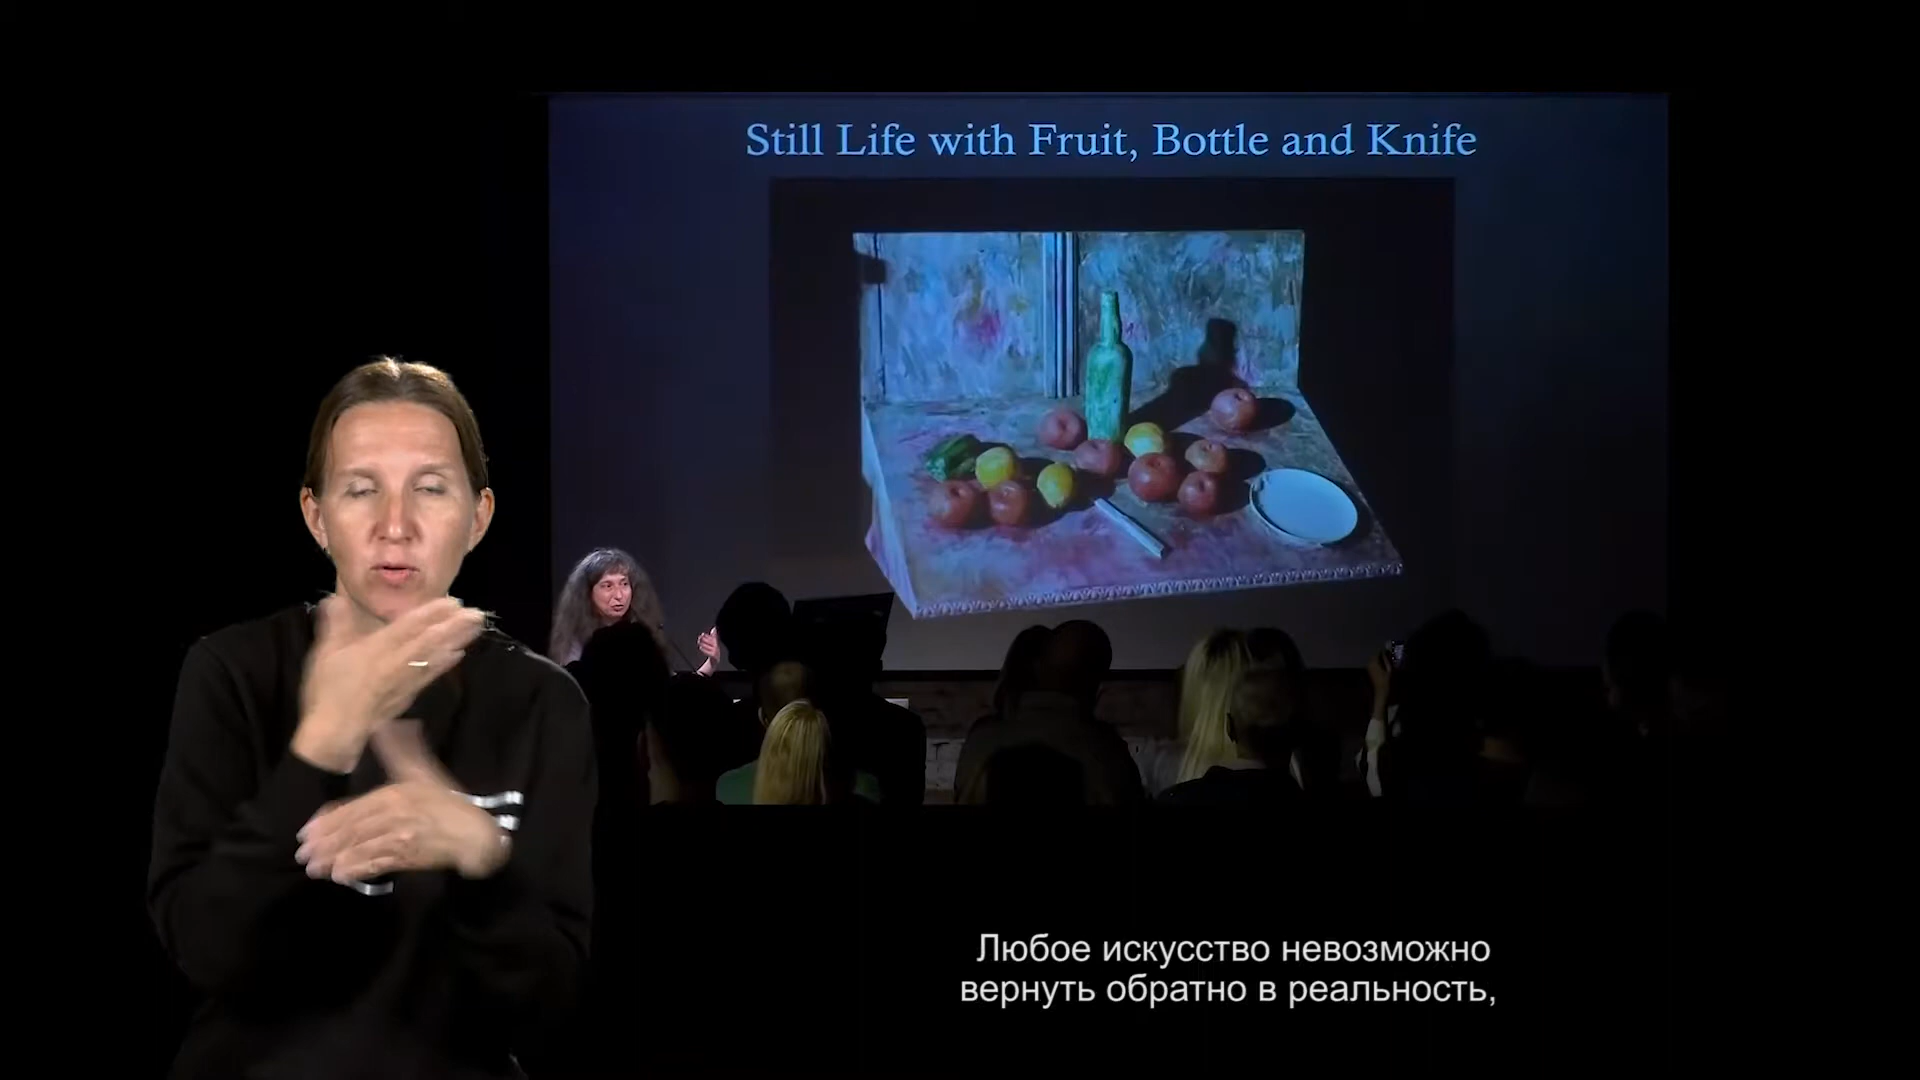 Still Life with Fruit, Bottle and Knife
Любое искусство невозможно
вернуть обратно в реальность,